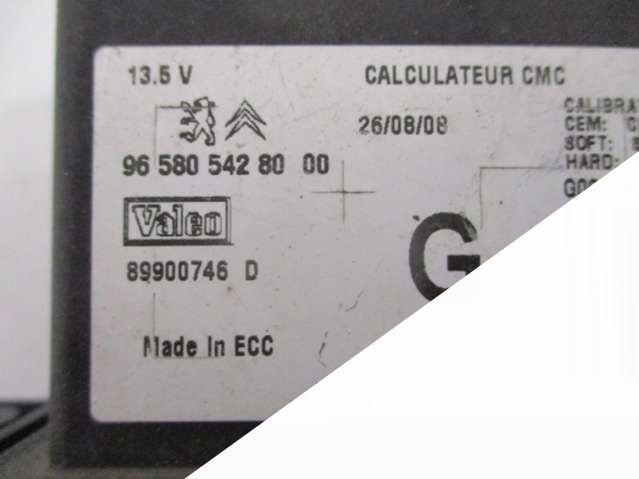 13.5 V CALCULATEUR CMC
26/08/08
CALIBRA
CEM: C
SOFT:
HARD:
96 580 542 80 00
Valeo
G
89900746 D
Made In ECC